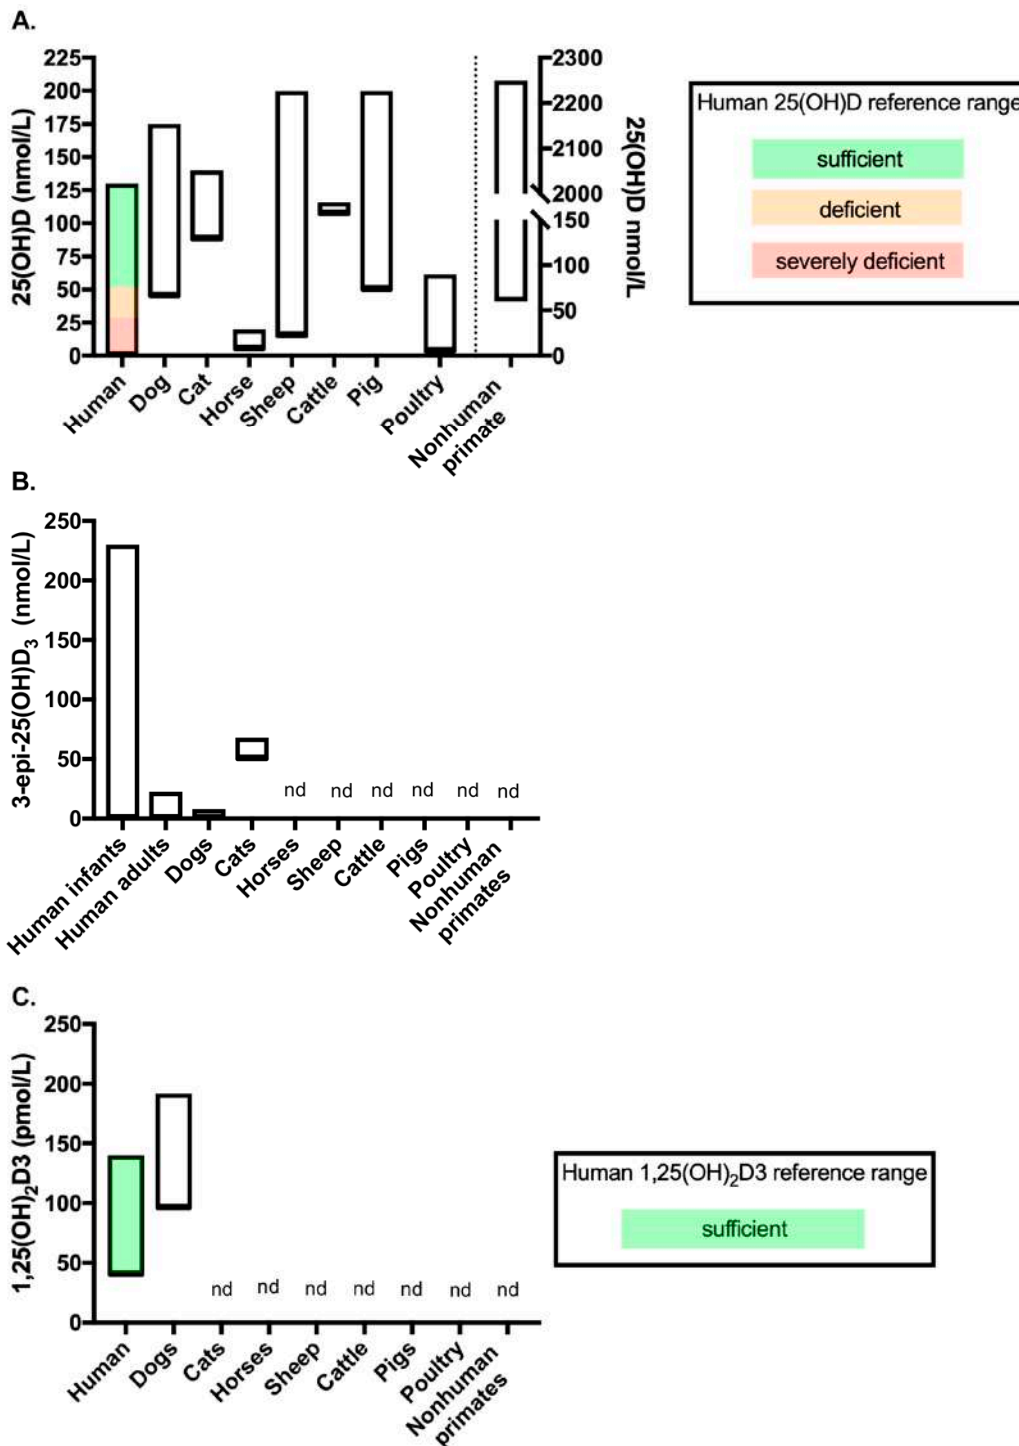 A.
25(OH)D (nmol/L)
225
200
175
150
125
100
75
50
25
0
2300
2200
2100
2000
150
100
50
0
25(OH)D nmol/L
Human
Dog
Cat
Horse
Sheep
Cattle
Pig
Poultry
Nonhuman
primate
Human 25(OH)D reference range
sufficient
deficient
severely deficient
B.
3-epi-25(OH)D₃ (nmol/L)
250
200
150
100
50
0
nd nd nd nd nd nd
Human infants
Human adults
Dogs
Cats
Horses
Sheep
Cattle
Pigs
Poultry
Nonhuman
primates
C.
1,25(OH)₂D3 (pmol/L)
250
200
150
100
50
0
nd nd nd nd nd nd nd
Human
Dogs
Cats
Horses
Sheep
Cattle
Pigs
Poultry
Nonhuman
primates
Human 1,25(OH)₂D3 reference range
sufficient